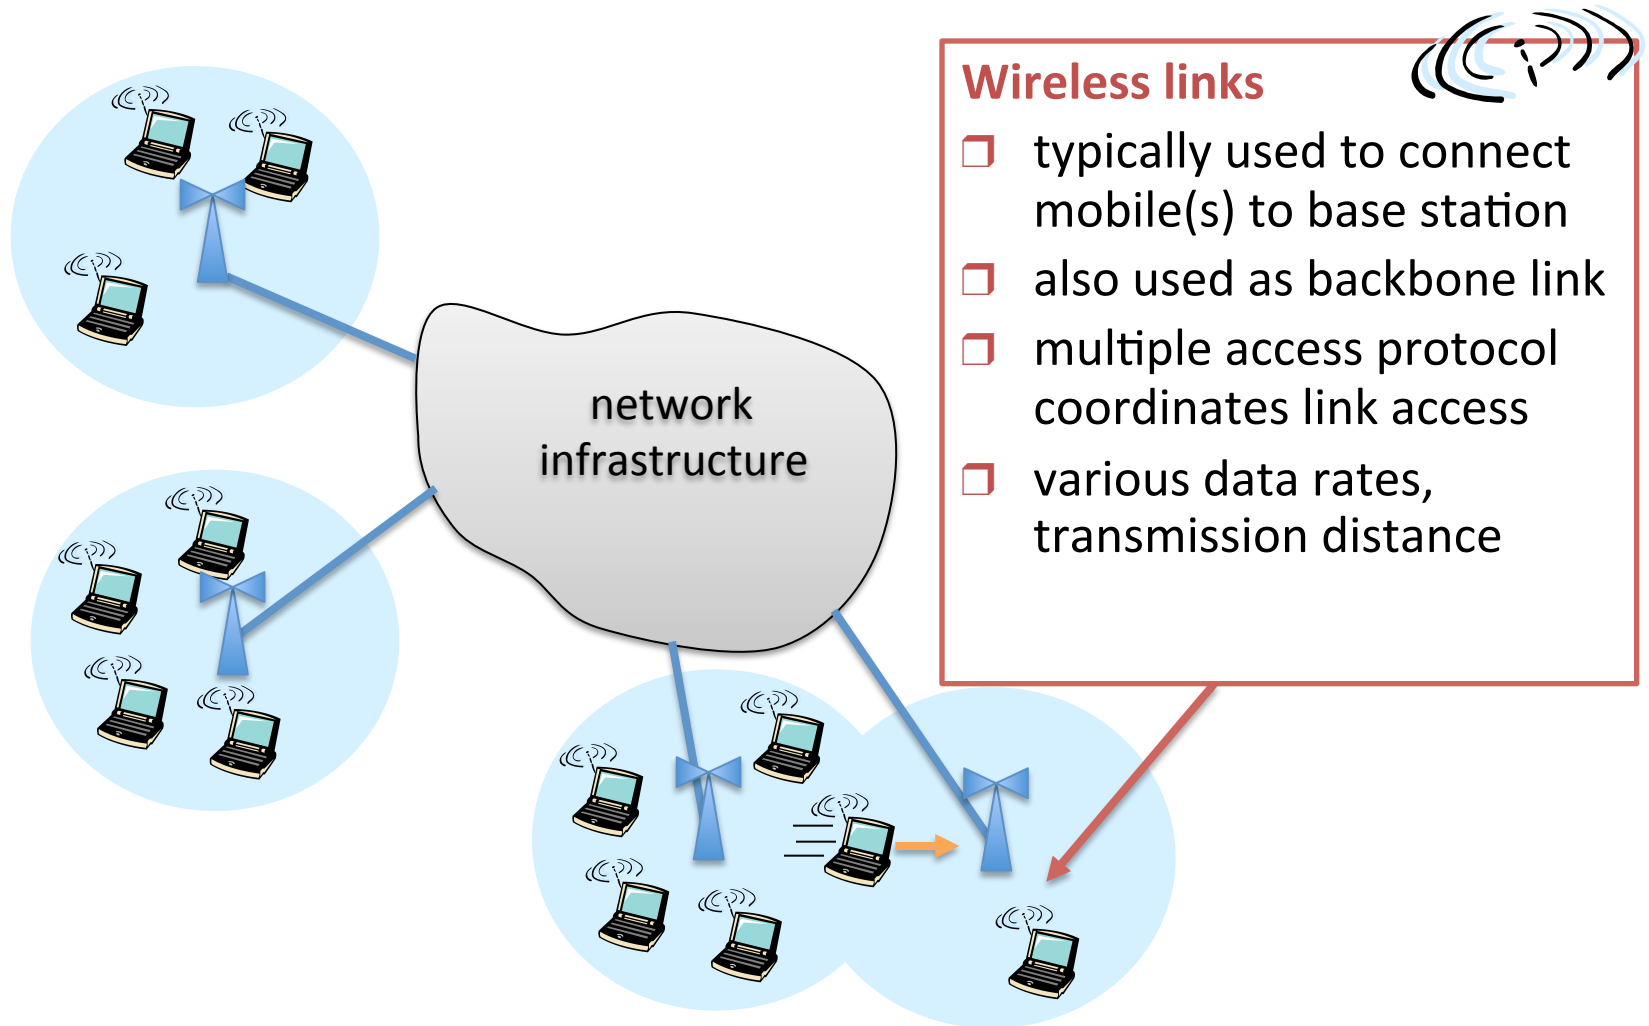 Wireless links
typically used to connect
mobile(s) to base station
also used as backbone link
multiple access protocol
coordinates link access
various data rates,
transmission distance
network
infrastructure